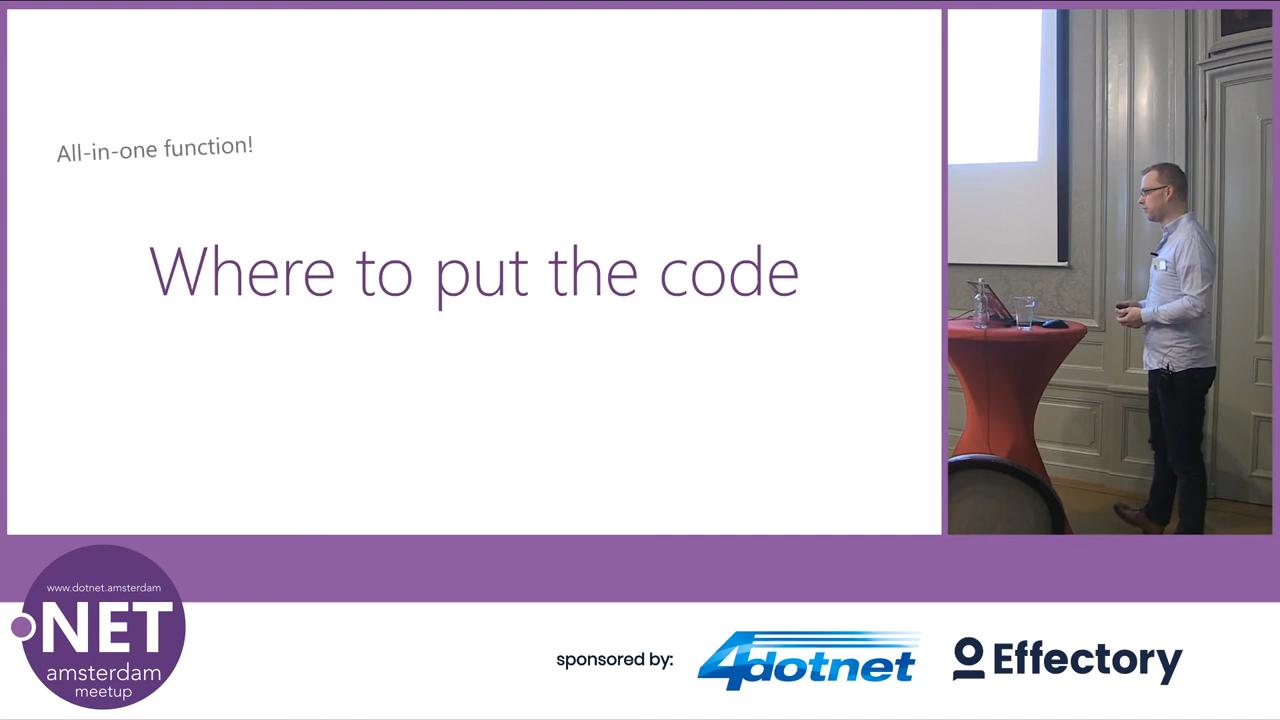 All-in-one function!
Where to put the code
www.dotnet.amsterdam
NET
amsterdam
meetup
sponsored by:
4dotnet
Effectory